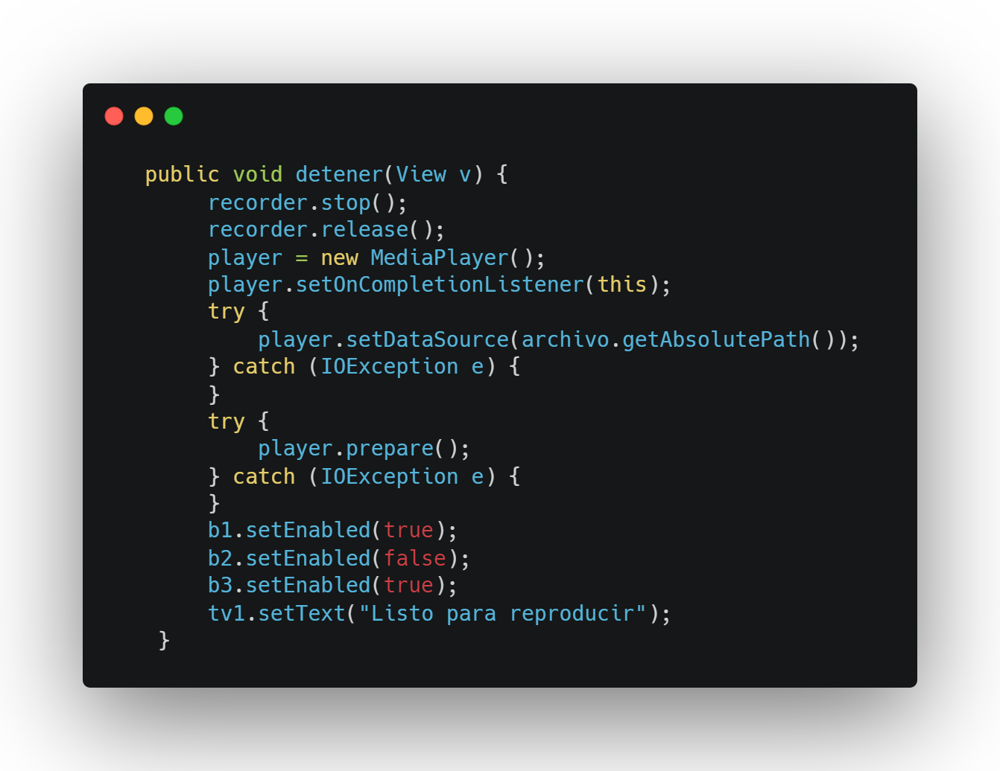 public void detener(View v) {
recorder.stop();
recorder.release();
player = new MediaPlayer();
player.setOnCompletionListener(this);
try {
player.setDataSource(archivo.getAbsolutePath());
} catch (IOException e) {
}
try {
player.prepare();
} catch (IOException e) {
}
b1.setEnabled(true);
b2.setEnabled(false);
b3.setEnabled(true);
tv1.setText("Listo para reproducir");
}